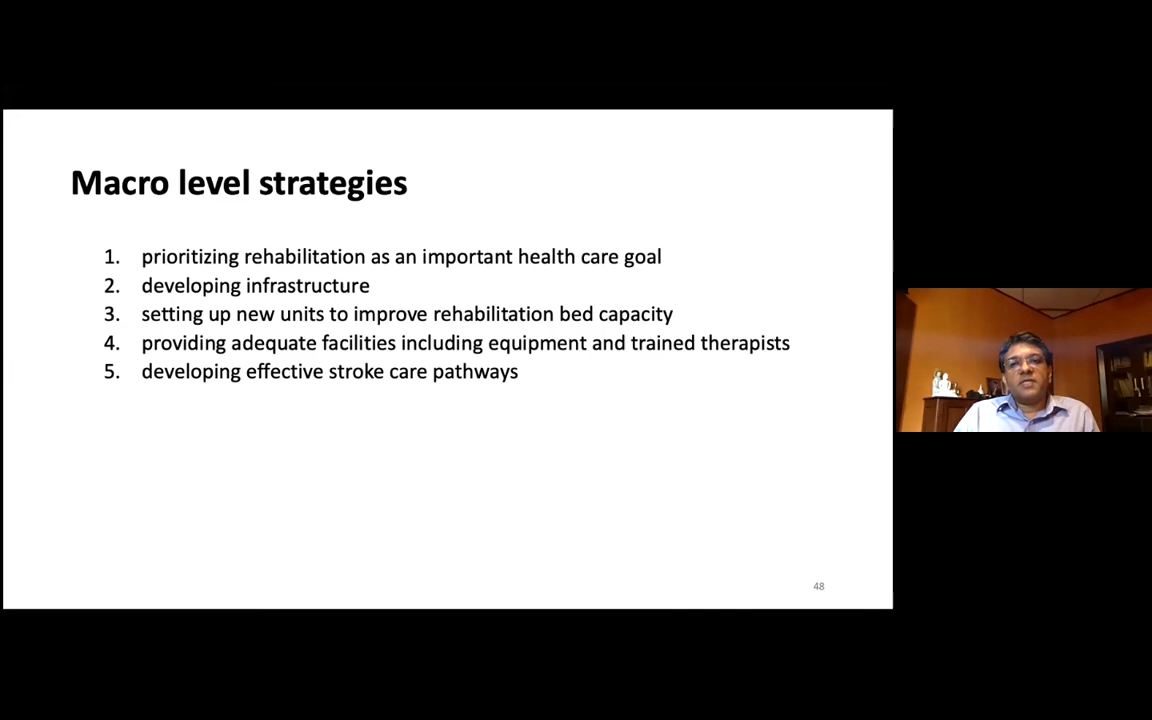 Macro level strategies
1. prioritizing rehabilitation as an important health care goal
2. developing infrastructure
3. setting up new units to improve rehabilitation bed capacity
4. providing adequate facilities including equipment and trained therapists
5. developing effective stroke care pathways
48